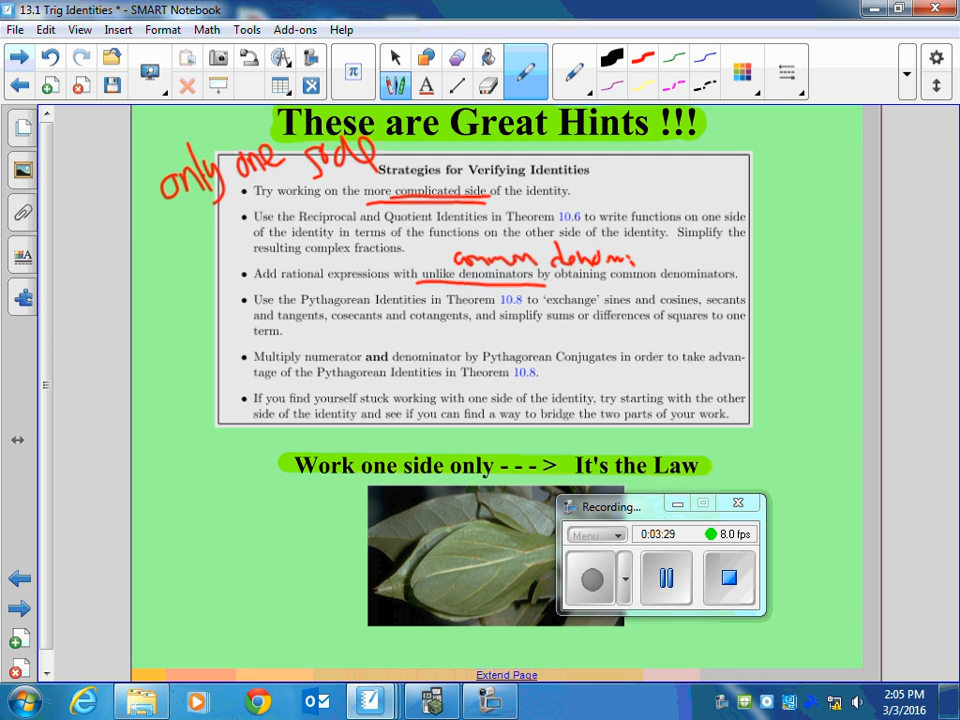 13.1 Trig Identities * - SMART Notebook
File Edit View Insert Format Math Tools Add-ons Help
These are Great Hints !!!
only one side
Strategies for Verifying Identities
• Try working on the more complicated side of the identity.
• Use the Reciprocal and Quotient Identities in Theorem 10.6 to write functions on one side
of the identity in terms of the functions on the other side of the identity. Simplify the
resulting complex fractions.
common denomi
• Add rational expressions with unlike denominators by obtaining common denominators.
• Use the Pythagorean Identities in Theorem 10.8 to ‘exchange’ sines and cosines, secants
and tangents, cosecants and cotangents, and simplify sums or differences of squares to one
term.
• Multiply numerator and denominator by Pythagorean Conjugates in order to take advan-
tage of the Pythagorean Identities in Theorem 10.8.
• If you find yourself stuck working with one side of the identity, try starting with the other
side of the identity and see if you can find a way to bridge the two parts of your work.
Work one side only - - - > It's the Law
Recording...
Menu 0:03:29 8.0 fps
Extend Page
2:05 PM
3/3/2016